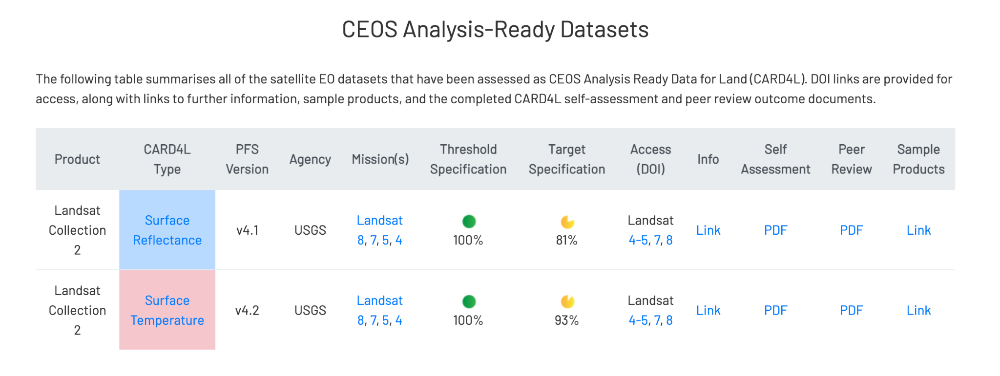 CEOS Analysis-Ready Datasets
The following table summarises all of the satellite EO datasets that have been assessed as CEOS Analysis Ready Data for Land (CARD4L). DOI links are provided for
access, along with links to further information, sample products, and the completed CARD4L self-assessment and peer review outcome documents.
Product
CARD4L
Type
PFS
Version
Agency
Mission(s)
Threshold
Specification
Target
Specification
Access
(DOI)
Info
Self
Assessment
Peer
Review
Sample
Products
Landsat
Collection
2
Surface
Reflectance
v4.1
USGS
Landsat
8, 7, 5, 4
100%
81%
Landsat
4-5, 7, 8
Link
PDF
PDF
Link
Landsat
Collection
2
Surface
Temperature
v4.2
USGS
Landsat
8, 7, 5, 4
100%
93%
Landsat
4-5, 7, 8
Link
PDF
PDF
Link